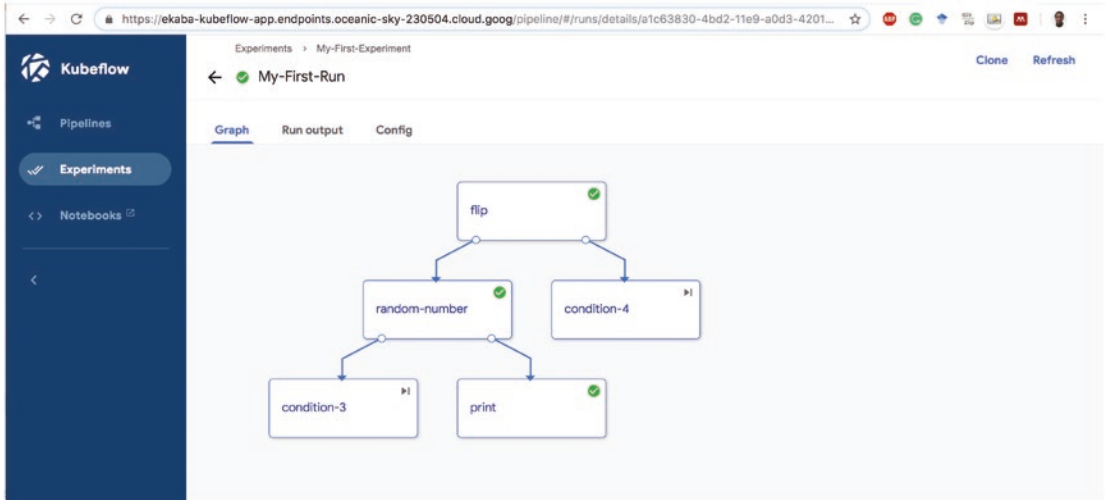 https://ekaba-kubeflow-app.endpoints.oceanic-sky-230504.cloud.goog/pipeline/#/runs/details/a1c63830-4bd2-11e9-a0d3-4201...
Kubeflow
Experiments > My-First-Experiment
My-First-Run
Clone Refresh
Pipelines
Experiments
Notebooks
Graph Run output Config
flip
random-number condition-4
condition-3 print